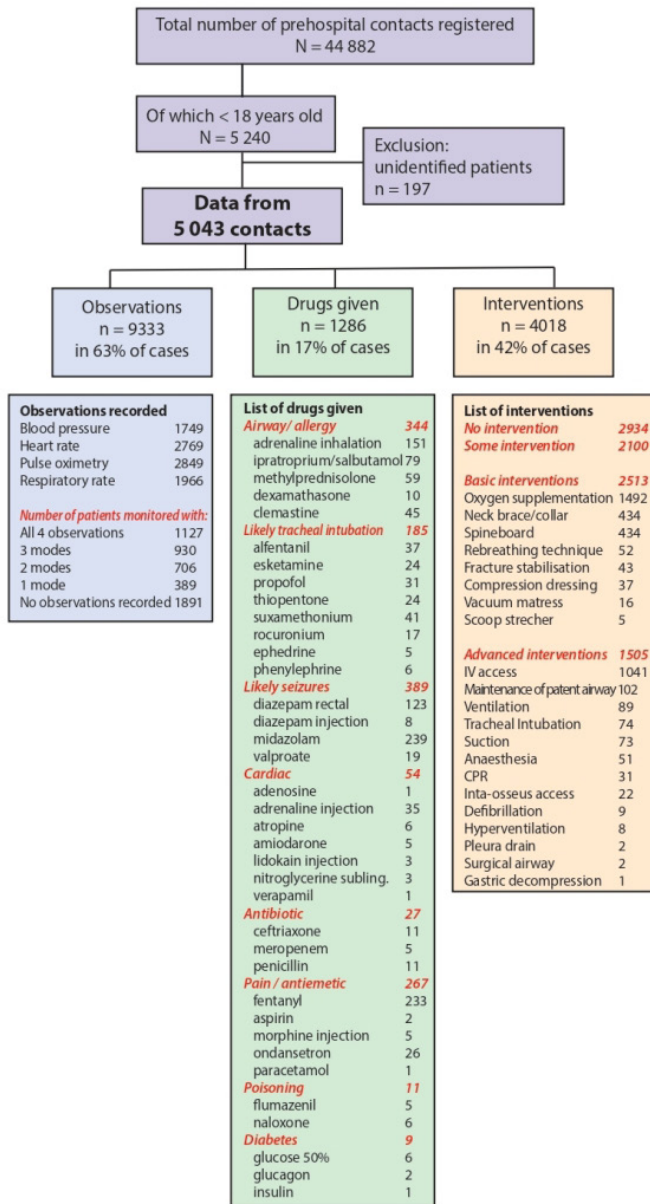 Total number of prehospital contacts registered
N = 44 882
Of which < 18 years old
N = 5 240
Exclusion:
unidentified patients
n = 197
Data from
5 043 contacts
Observations
n = 9333
in 63% of cases
Drugs given
n = 1286
in 17% of cases
Interventions
n = 4018
in 42% of cases
Observations recorded
Blood pressure 1749
Heart rate 2769
Pulse oximetry 2849
Respiratory rate 1966
Number of patients monitored with:
All 4 observations 1127
3 modes 930
2 modes 706
1 mode 389
No observations recorded 1891
List of drugs given
Airway/ allergy 344
adrenaline inhalation 151
ipratroprium/salbutamol 79
methylprednisolone 59
dexamathasone 10
clemastine 45
Likely tracheal intubation 185
alfentanil 37
esketamine 24
propofol 31
thiopentone 24
suxamethonium 41
rocuronium 17
ephedrine 5
phenylephrine 6
Likely seizures 389
diazepam rectal 123
diazepam injection 8
midazolam 239
valproate 19
Cardiac 54
adenosine 1
adrenaline injection 35
atropine 6
amiodarone 5
lidokain injection 3
nitroglycerine subling. 3
verapamil 1
Antibiotic 27
ceftriaxone 11
meropenem 5
penicillin 11
Pain / antiemetic 267
fentanyl 233
aspirin 2
morphine injection 5
ondansetron 26
paracetamol 1
Poisoning 11
flumazenil 5
naloxone 6
Diabetes 9
glucose 50% 6
glucagon 2
insulin 1
List of interventions
No intervention 2934
Some intervention 2100
Basic interventions 2513
Oxygen supplementation 1492
Neck brace/collar 434
Spineboard 434
Rebreathing technique 52
Fracture stabilisation 43
Compression dressing 37
Vacuum matress 16
Scoop strecher 5
Advanced interventions 1505
IV access 1041
Maintenance of patent airway 102
Ventilation 89
Tracheal Intubation 74
Suction 73
Anaesthesia 51
CPR 31
Inta-osseus access 22
Defibrillation 9
Hyperventilation 8
Pleura drain 2
Surgical airway 2
Gastric decompression 1